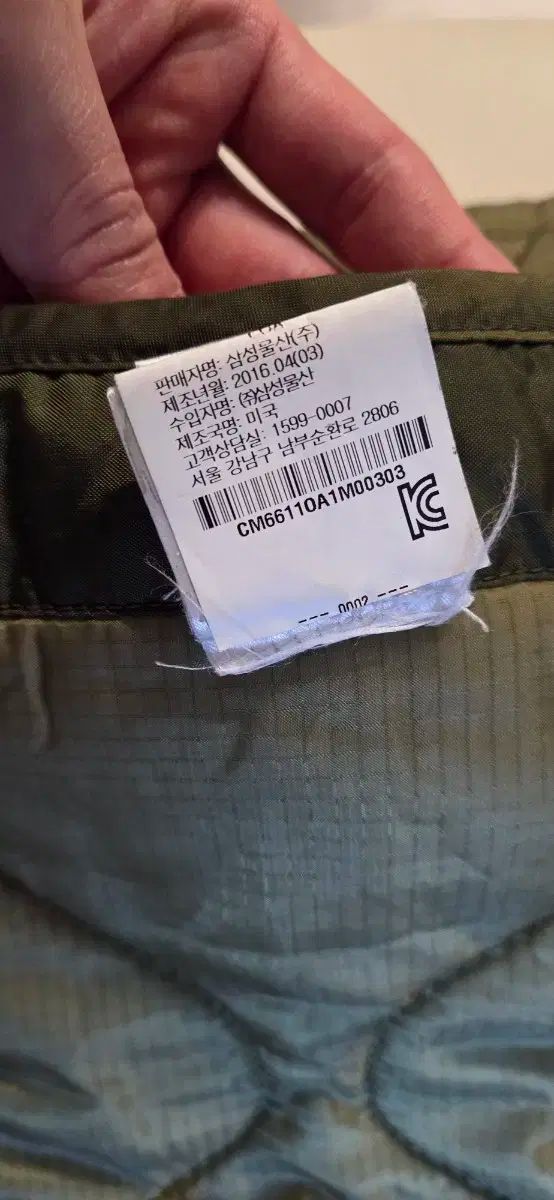 판매자명: 삼성물산(주)
제조년월: 2016.04(03)
수입자명: (주)삼성물산
제조국명: 미국
고객상담실: 1599-0007
서울 강남구 남부순환로 2806
CM66110A1M00303
--- 0002 ---